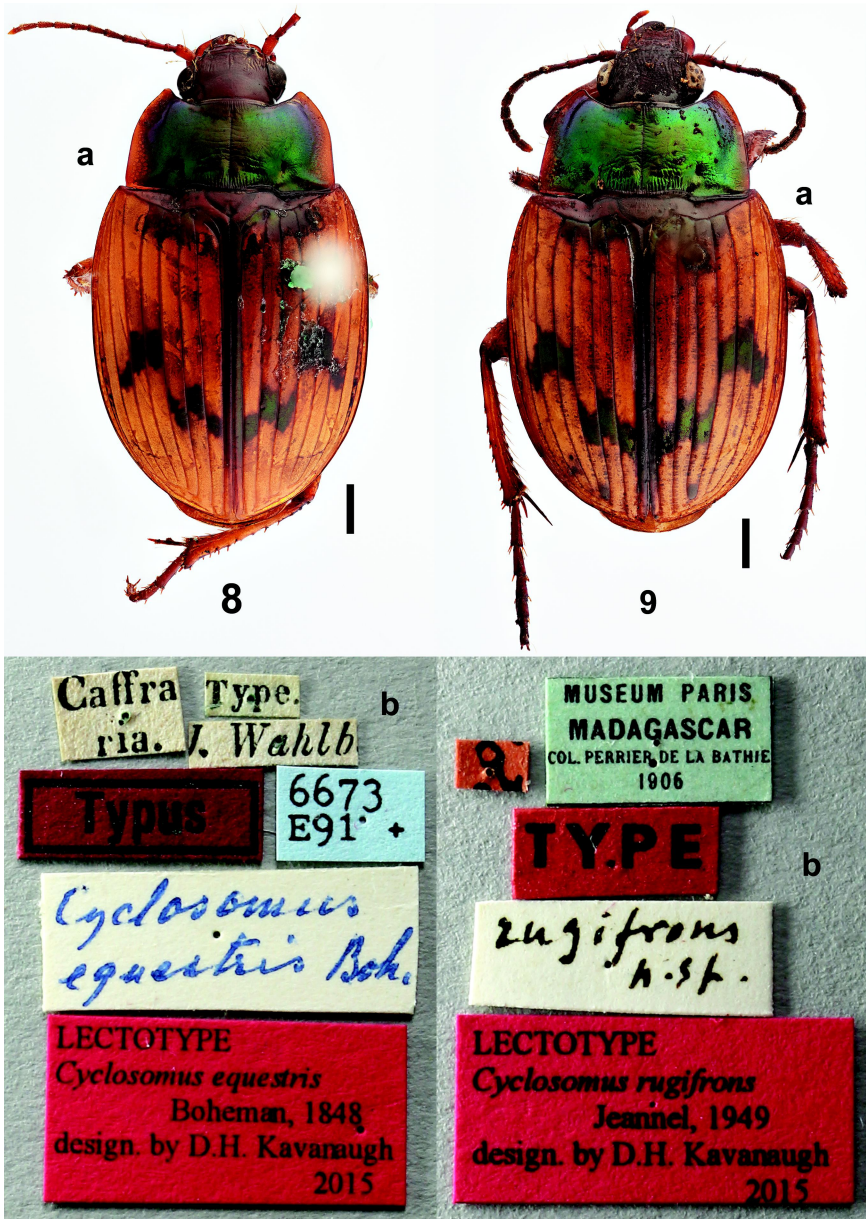 a
a
8
9
Caffra
ria.
Type.
J. Wahlb.
b
Typus
6673
E91 +
Cyclosomus
equestris Boh.
LECTOTYPE
Cyclosomus equestris
Boheman, 1848
design. by D.H. Kavanaugh
2015
♀
MUSEUM PARIS
MADAGASCAR
COL. PERRIER DE LA BATHIE
1906
TYPE
b
rugifrons
n. sp.
LECTOTYPE
Cyclosomus rugifrons
Jeannel, 1949
design. by D.H. Kavanaugh
2015